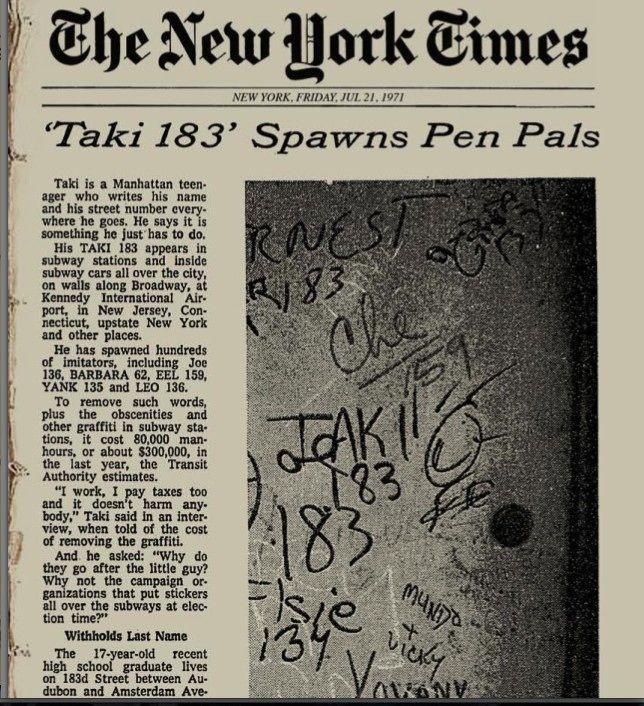 The New York Times
NEW YORK, FRIDAY, JUL 21, 1971
‘Taki 183’ Spawns Pen Pals
Taki is a Manhattan teen-
ager who writes his name
and his street number every-
where he goes. He says it is
something he just has to do.
His TAKI 183 appears in
subway stations and inside
subway cars all over the city,
on walls along Broadway, at
Kennedy International Air-
port, in New Jersey, Con-
necticut, upstate New York
and other places.
He has spawned hundreds
of imitators, including Joe
136, BARBARA 62, EEL 159,
YANK 135 and LEO 136.
To remove such words,
plus the obscenities and
other graffiti in subway sta-
tions, it cost 80,000 man-
hours, or about $300,000, in
the last year, the Transit
Authority estimates.
“I work, I pay taxes too
and it doesn’t harm any-
body,” Taki said in an inter-
view, when told of the cost
of removing the graffiti.
And he asked: “Why do
they go after the little guy?
Why not the campaign or-
ganizations that put stickers
all over the subways at elec-
tion time?”
Withholds Last Name
The 17-year-old recent
high school graduate lives
on 183d Street between Au-
dubon and Amsterdam Ave-
RNEST
183
Che
159
TAKI
183
183
Elsie
137
MUNDO
+
VICKY